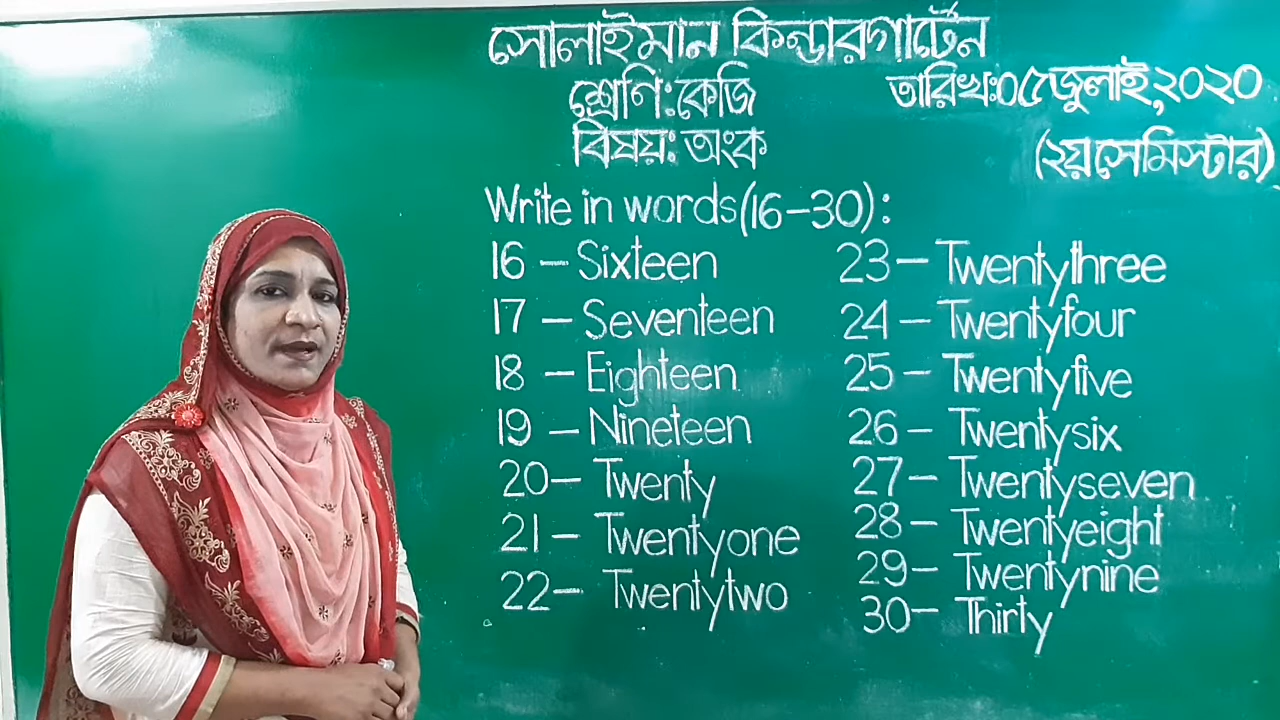 সোলাইমান কিন্ডারগার্টেন
শ্রেণি:কেজি
তারিখ:০৫জুলাই,২০২০
বিষয়: অংক
(২য় সেমিস্টার)
Write in words(16-30):
16 - Sixteen
17 - Seventeen
18 - Eighteen
19 - Nineteen
20- Twenty
21 - Twentyone
22- Twentytwo
23- Twentythree
24 - Twentyfour
25 - Twentyfive
26 - Twentysix
27- Twentyseven
28- Twentyeight
29- Twentynine
30- Thirty